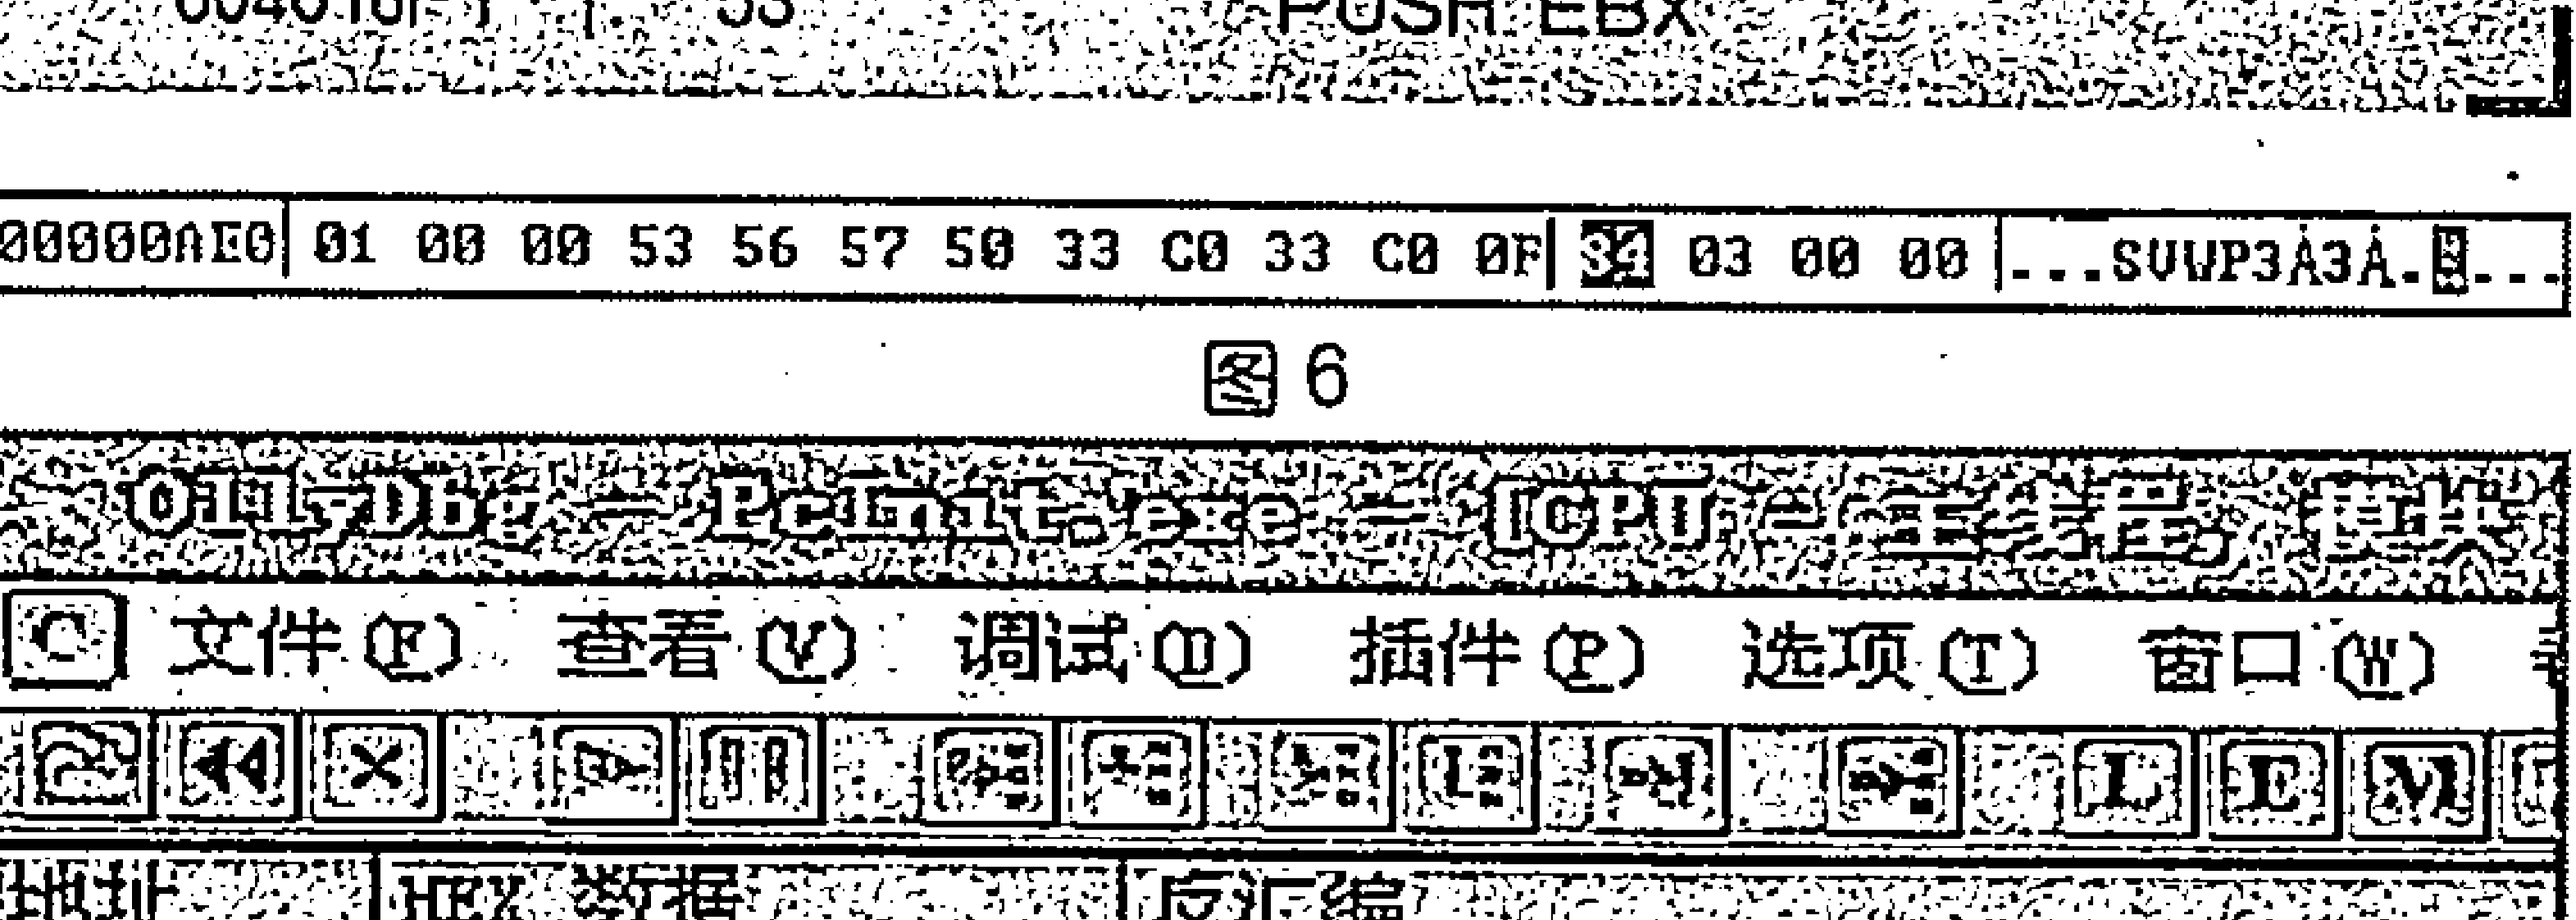 53 PUSH EBX
00000AE0 01 00 00 53 56 57 50 33 C0 33 C0 0F 03 00 00 ...SVWP3À3À. ...
图 6
OllyDbg - PcInit.exe - [CPU - 主线程, 模块
C 文件(F) 查看(V) 调试(D) 插件(P) 选项(T) 窗口(W)
L E M
地址 HEX 数据 反汇编